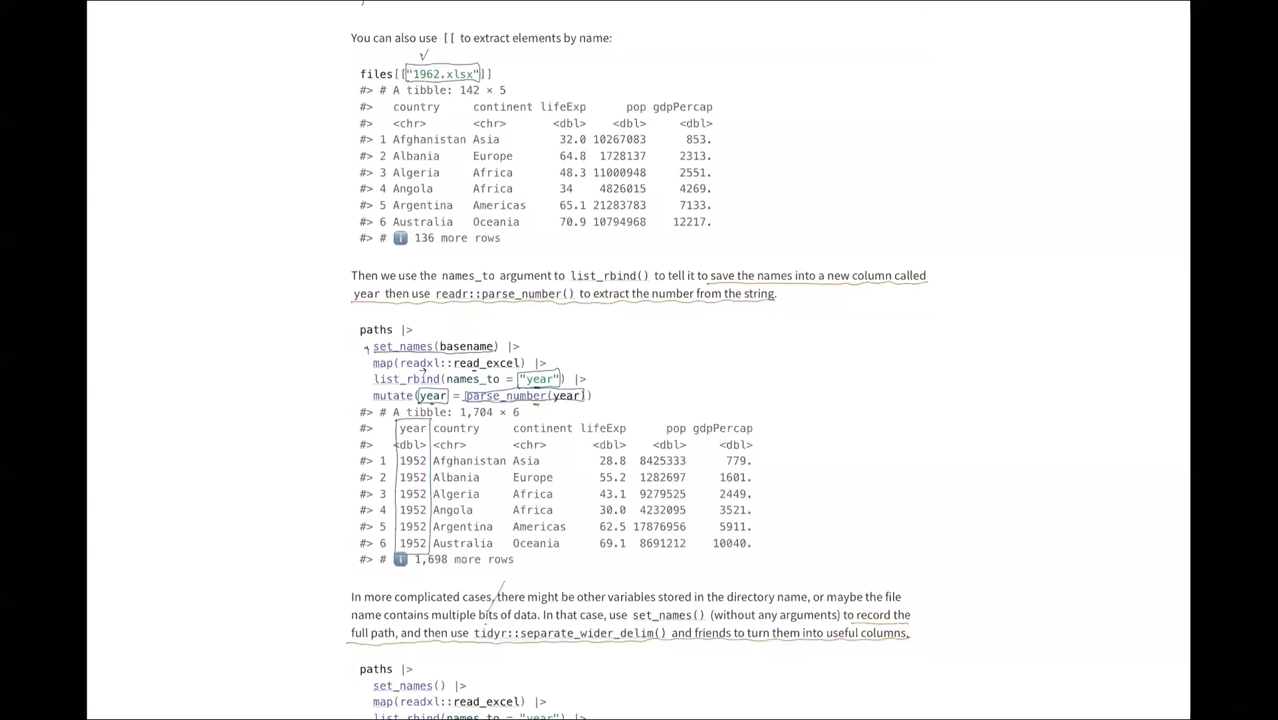 You can also use [[ to extract elements by name:
files[["1962.xlsx"]]
#> # A tibble: 142 × 5
#>   country     continent lifeExp      pop gdpPercap
#>   <chr>       <chr>       <dbl>    <dbl>     <dbl>
#> 1 Afghanistan Asia         32.0 10267083      853.
#> 2 Albania     Europe       64.8  1728137     2313.
#> 3 Algeria     Africa       48.3 11000948     2551.
#> 4 Angola      Africa       34    4826015     4269.
#> 5 Argentina   Americas     65.1 21283783     7133.
#> 6 Australia   Oceania      70.9 10794968    12217.
#> # ℹ 136 more rows
Then we use the names_to argument to list_rbind() to tell it to save the names into a new column called
year then use readr::parse_number() to extract the number from the string.
paths |>
  set_names(basename) |>
  map(readxl::read_excel) |>
  list_rbind(names_to = "year") |>
  mutate(year = parse_number(year))
#> # A tibble: 1,704 × 6
#>    year country     continent lifeExp      pop gdpPercap
#>   <dbl> <chr>       <chr>       <dbl>    <dbl>     <dbl>
#> 1  1952 Afghanistan Asia         28.8  8425333      779.
#> 2  1952 Albania     Europe       55.2  1282697     1601.
#> 3  1952 Algeria     Africa       43.1  9279525     2449.
#> 4  1952 Angola      Africa       30.0  4232095     3521.
#> 5  1952 Argentina   Americas     62.5 17876956     5911.
#> 6  1952 Australia   Oceania      69.1  8691212    10040.
#> # ℹ 1,698 more rows
In more complicated cases, there might be other variables stored in the directory name, or maybe the file
name contains multiple bits of data. In that case, use set_names() (without any arguments) to record the
full path, and then use tidyr::separate_wider_delim() and friends to turn them into useful columns.
paths |>
  set_names() |>
  map(readxl::read_excel) |>
  list_rbind(names_to = "year") |>